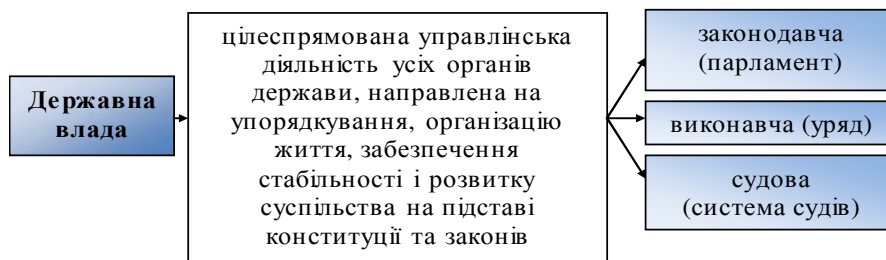 Державна
влада
цілеспрямована управлінська
діяльність усіх органів
держави, направлена на
упорядкування, організацію
життя, забезпечення
стабільності і розвитку
суспільства на підставі
конституції та законів
законодавча
(парламент)
виконавча (уряд)
судова
(система судів)